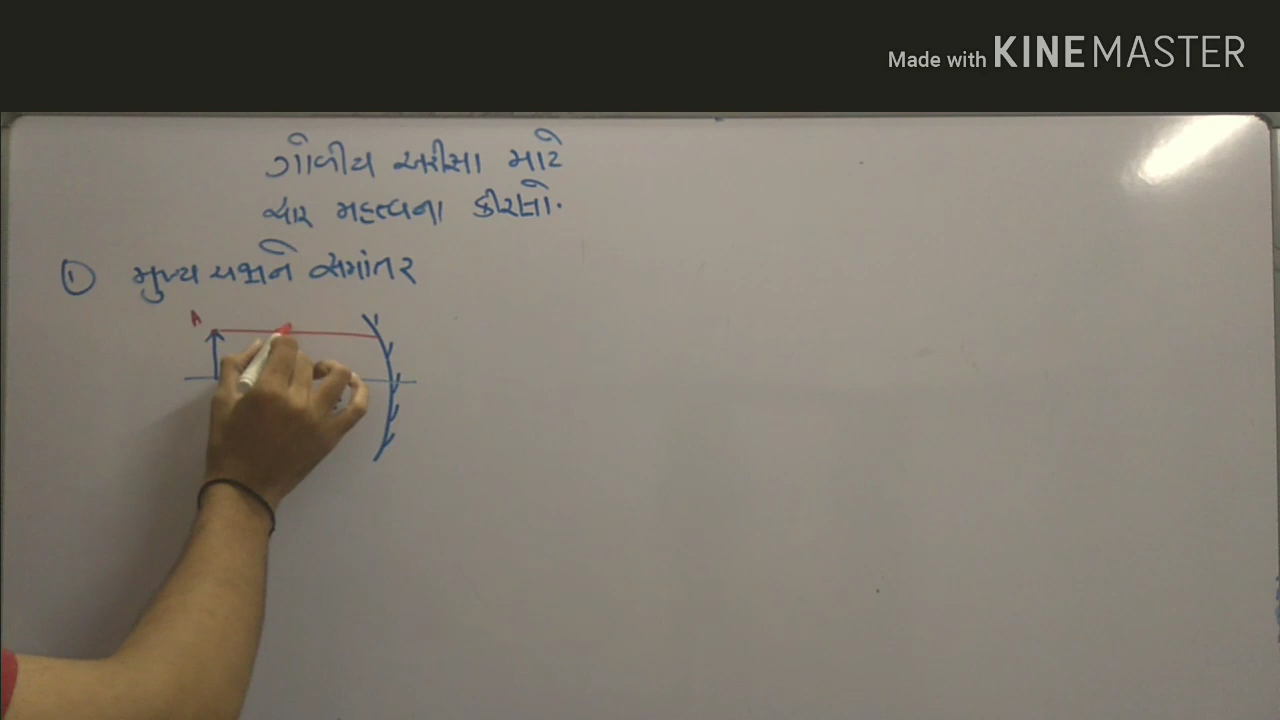 Made with KINEMASTER
ગોળીય અરીસા માટે
ચાર મહત્વના કીરણો.
① મુખ્ય અક્ષને સમાંતર
A